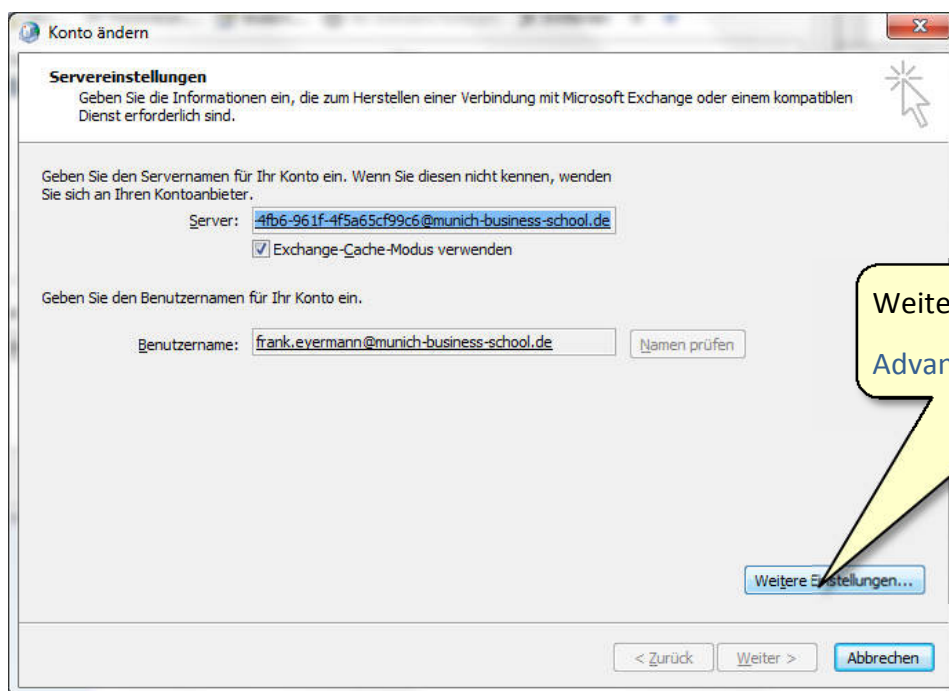 Konto ändern
Servereinstellungen
Geben Sie die Informationen ein, die zum Herstellen einer Verbindung mit Microsoft Exchange oder einem kompatiblen
Dienst erforderlich sind.
Geben Sie den Servernamen für Ihr Konto ein. Wenn Sie diesen nicht kennen, wenden
Sie sich an Ihren Kontoanbieter.
Server: 4fb6-961f-4f5a65cf99c6@munich-business-school.de
Exchange-Cache-Modus verwenden
Geben Sie den Benutzernamen für Ihr Konto ein.
Weite
Benutzername: frank.eyermann@munich-business-school.de Namen prüfen
Advan
Weitere Einstellungen...
< Zurück Weiter > Abbrechen